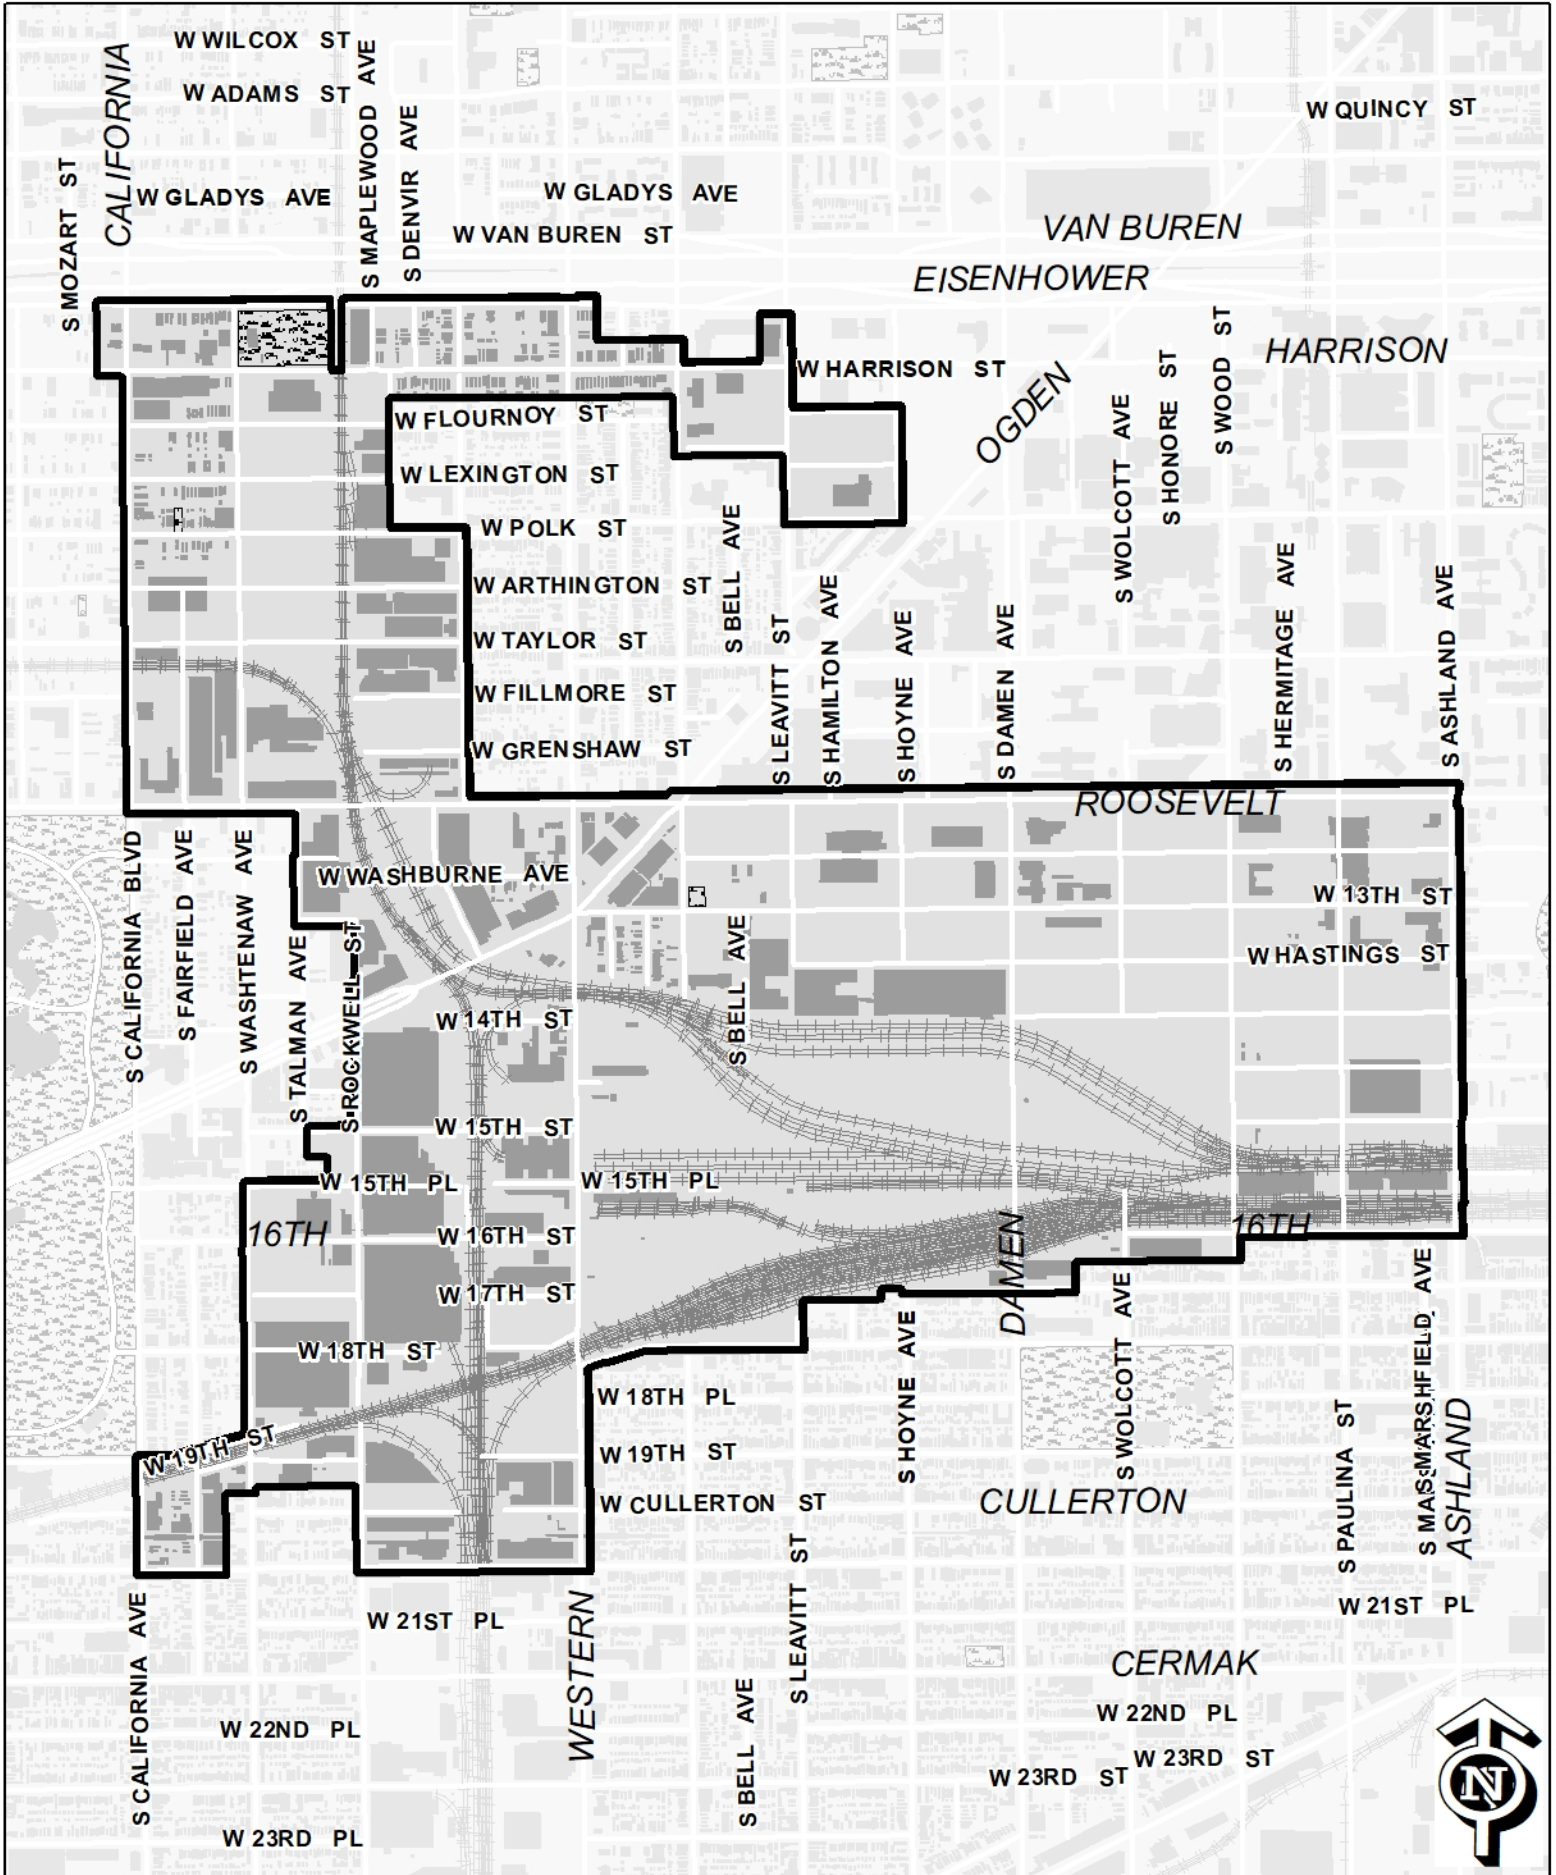 W WILCOX ST
W ADAMS ST
CALIFORNIA
S MAPLEWOOD AVE
S DENVIR AVE
W QUINCY ST
S MOZART ST
W GLADYS AVE
W GLADYS AVE
W VAN BUREN ST
VAN BUREN
EISENHOWER
HARRISON
W HARRISON ST
OGDEN
S WOLCOTT AVE
S HONORE ST
S WOOD ST
W FLOURNOY ST
W LEXINGTON ST
W POLK ST
W ARTHINGTON ST
W TAYLOR ST
W FILLMORE ST
W GRENSHAW ST
S BELL AVE
S LEAVITT ST
S HAMILTON AVE
S HOYNE AVE
S DAMEN AVE
S HERMITAGE AVE
S ASHLAND AVE
ROOSEVELT
S CALIFORNIA BLVD
S FAIRFIELD AVE
S WASHTENAW AVE
S TALMAN AVE
S ROCKWELL ST
W WASHBURNE AVE
W 13TH ST
W HASTINGS ST
S BELL AVE
W 14TH ST
W 15TH ST
W 15TH PL
W 15TH PL
16TH
W 16TH ST
16TH
W 17TH ST
DAMEN
W 18TH ST
W 18TH PL
W 19TH ST
W 19TH ST
S HOYNE AVE
S WOLCOTT AVE
S PAULINA ST
S MARSHFIELD AVE
ASHLAND
W CULLERTON ST
CULLERTON
S LEAVITT ST
W 21ST PL
W 21ST PL
S CALIFORNIA AVE
WESTERN
CERMAK
S BELL AVE
W 22ND PL
W 22ND PL
W 23RD ST
W 23RD ST
W 23RD PL
N